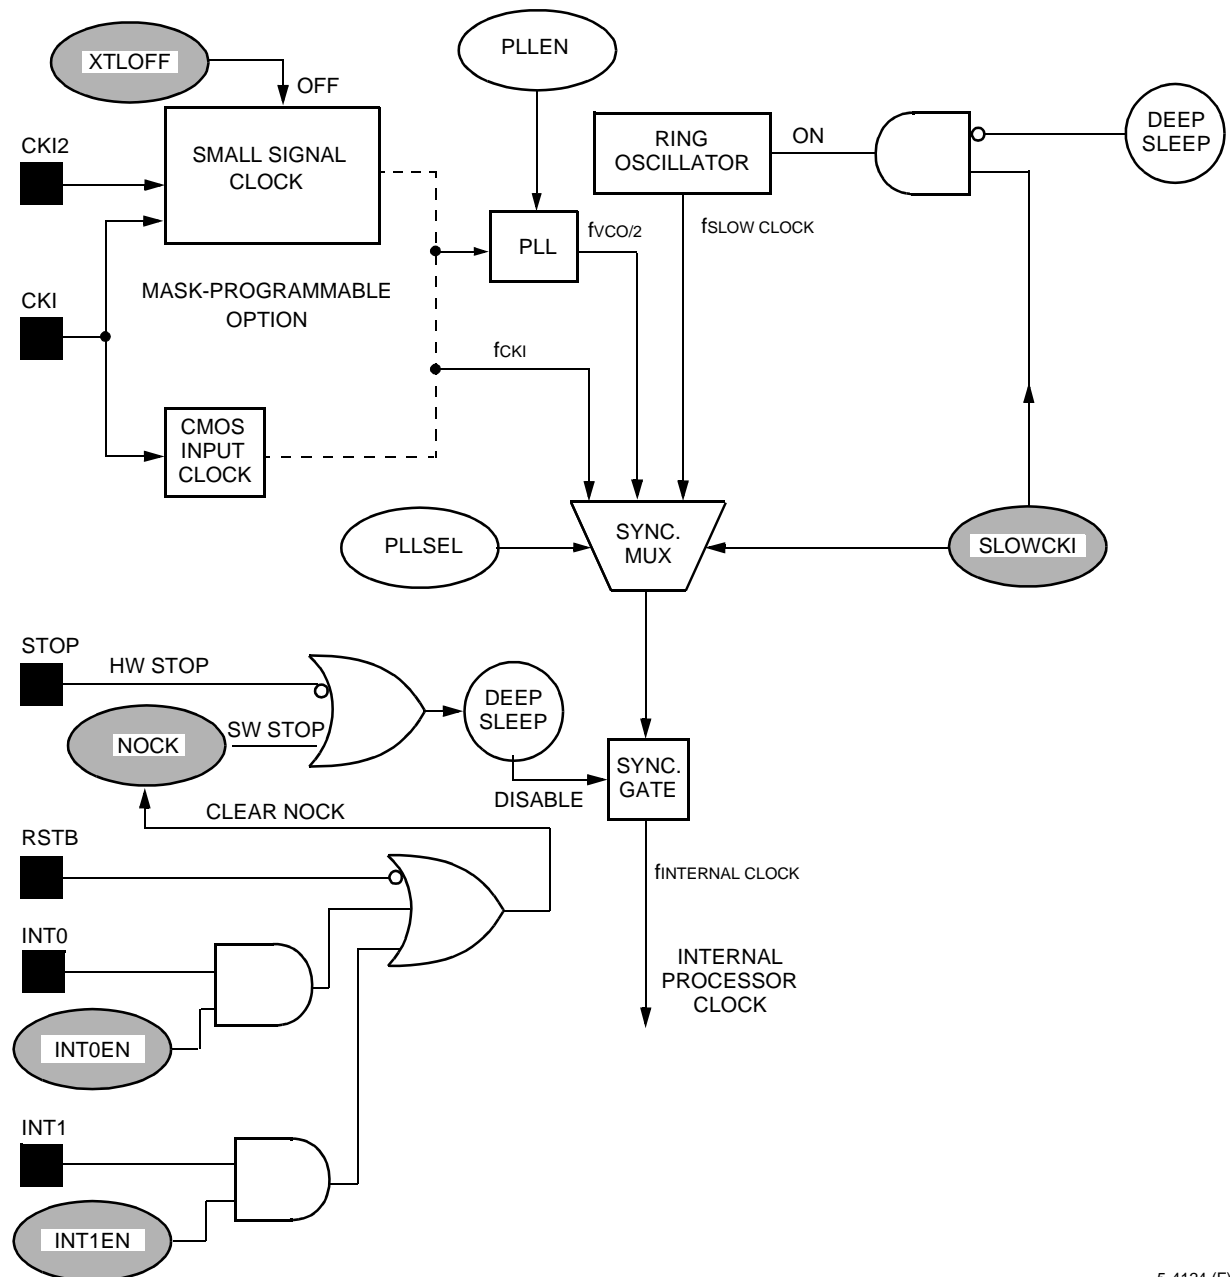 XTLOFF
OFF
PLLEN
CKI2
SMALL SIGNAL
CLOCK
RING
OSCILLATOR
ON
DEEP
SLEEP
PLL
fVCO/2
fSLOW CLOCK
CKI
MASK-PROGRAMMABLE
OPTION
fCKI
CMOS
INPUT
CLOCK
PLLSEL
SYNC.
MUX
SLOWCKI
STOP
HW STOP
NOCK
SW STOP
DEEP
SLEEP
DISABLE
SYNC.
GATE
CLEAR NOCK
RSTB
fINTERNAL CLOCK
INT0
INTERNAL
PROCESSOR
CLOCK
INT0EN
INT1
INT1EN
5-4124 (F)